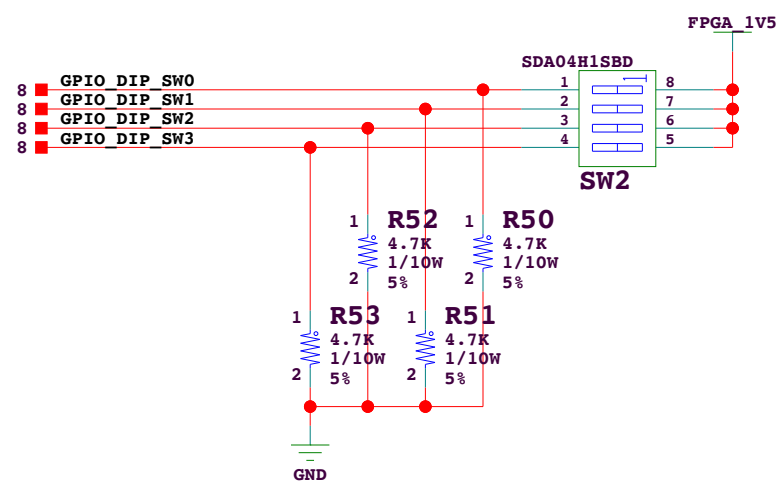 FPGA_1V5
SDA04H1SBD
8 GPIO_DIP_SW0 1 8
8 GPIO_DIP_SW1 2 7
8 GPIO_DIP_SW2 3 6
8 GPIO_DIP_SW3 4 5
SW2
1 R52 1 R50
4.7K 4.7K
1/10W 1/10W
2 5% 2 5%
1 R53 1 R51
4.7K 4.7K
1/10W 1/10W
2 5% 2 5%
GND